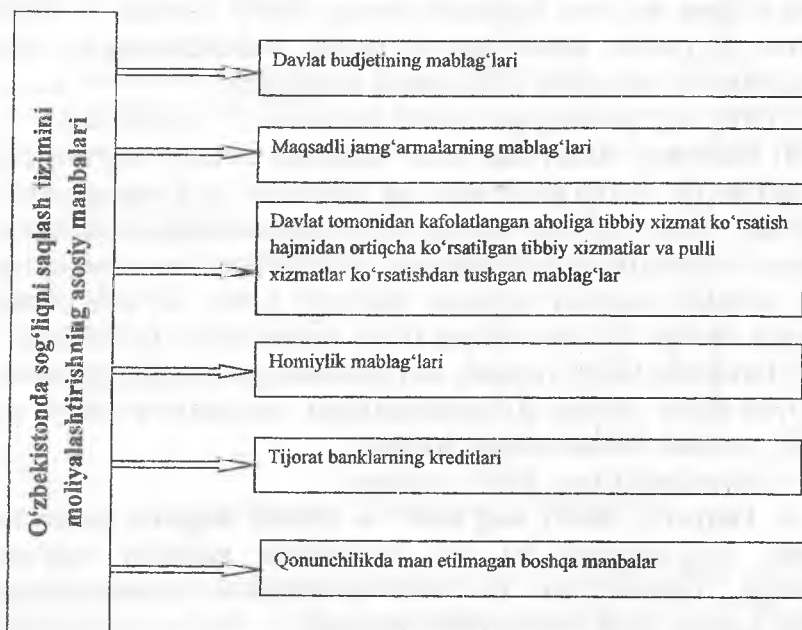 O‘zbekistonda sog‘liqni saqlash tizimini
moliyalashtirishning asosiy manbalari
Davlat budjetining mablag‘lari
Maqsadli jamg‘armalarning mablag‘lari
Davlat tomonidan kafolatlangan aholiga tibbiy xizmat ko‘rsatish
hajmidan ortiqcha ko‘rsatilgan tibbiy xizmatlar va pulli
xizmatlar ko‘rsatishdan tushgan mablag‘lar
Homiylik mablag‘lari
Tijorat banklarning kreditlari
Qonunchilikda man etilmagan boshqa manbalar